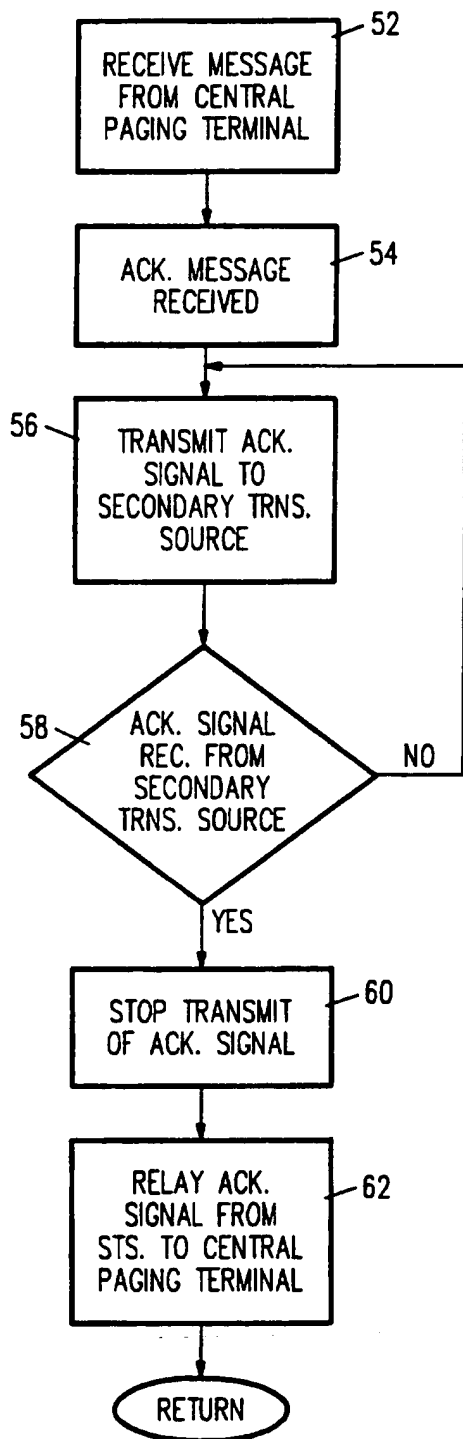 52
RECEIVE MESSAGE
FROM CENTRAL
PAGING TERMINAL
54
ACK. MESSAGE
RECEIVED
56
TRANSMIT ACK.
SIGNAL TO
SECONDARY TRNS.
SOURCE
58
ACK. SIGNAL
REC. FROM
SECONDARY
TRNS. SOURCE
NO
YES
60
STOP TRANSMIT
OF ACK. SIGNAL
62
RELAY ACK.
SIGNAL FROM
STS. TO CENTRAL
PAGING TERMINAL
RETURN